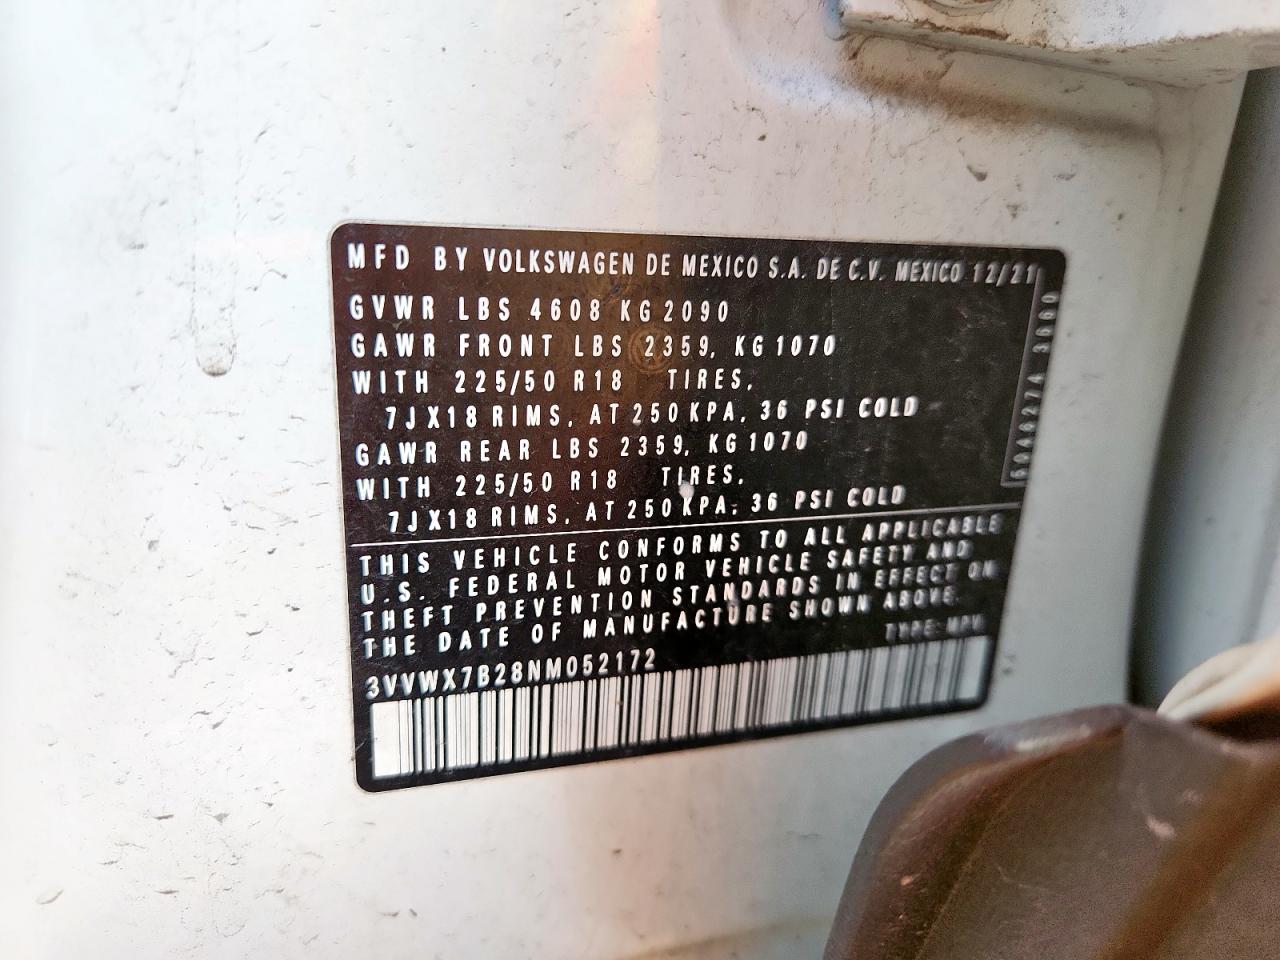 MFD BY VOLKSWAGEN DE MEXICO S.A. DE C.V. MEXICO 12/21
GVWR LBS 4608 KG 2090
GAWR FRONT LBS 2359, KG 1070
WITH 225/50 R18 TIRES,
7JX18 RIMS, AT 250 KPA, 36 PSI COLD
GAWR REAR LBS 2359, KG 1070
WITH 225/50 R18 TIRES,
7JX18 RIMS, AT 250 KPA, 36 PSI COLD
THIS VEHICLE CONFORMS TO ALL APPLICABLE
U.S. FEDERAL MOTOR VEHICLE SAFETY AND
THEFT PREVENTION STANDARDS IN EFFECT ON
THE DATE OF MANUFACTURE SHOWN ABOVE.
TYPE: MPV
3VVWX7B28NM052172